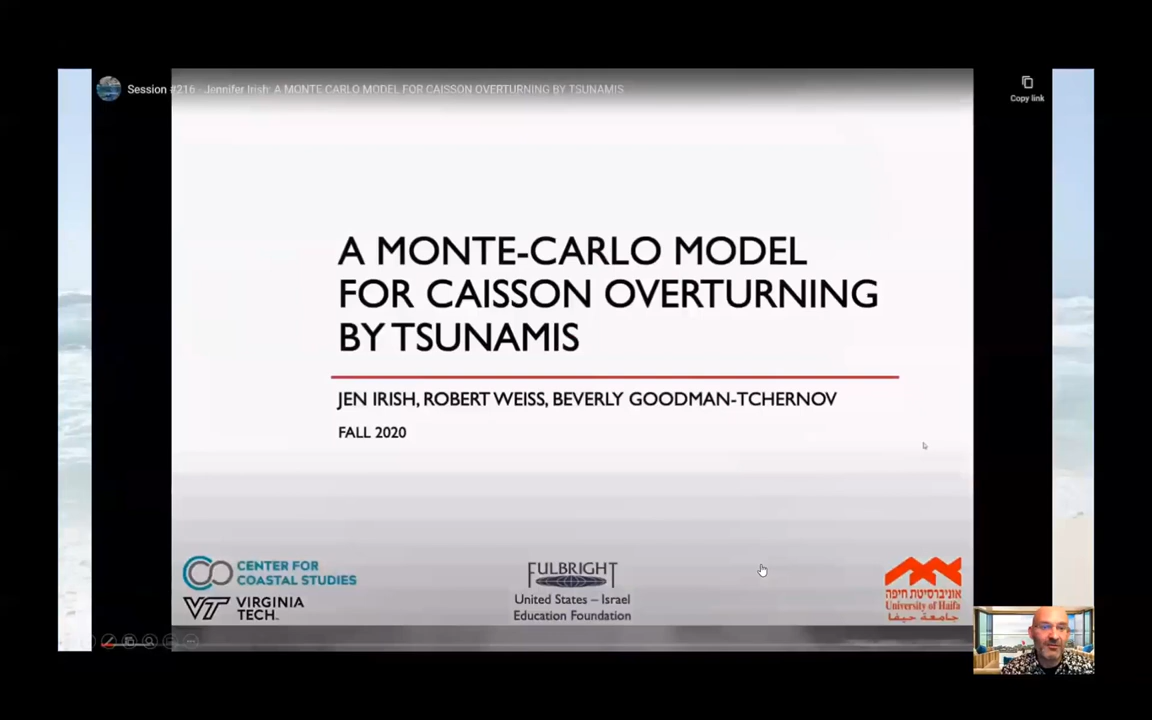 Session #216 - Jennifer Irish: A MONTE CARLO MODEL FOR CAISSON OVERTURNING BY TSUNAMIS
Copy link
A MONTE-CARLO MODEL
FOR CAISSON OVERTURNING
BY TSUNAMIS
JEN IRISH, ROBERT WEISS, BEVERLY GOODMAN-TCHERNOV
FALL 2020
CENTER FOR
COASTAL STUDIES
VT VIRGINIA
TECH
FULBRIGHT
United States – Israel
Education Foundation
אוניברסיטת חיפה
University of Haifa
جامعة حيفا